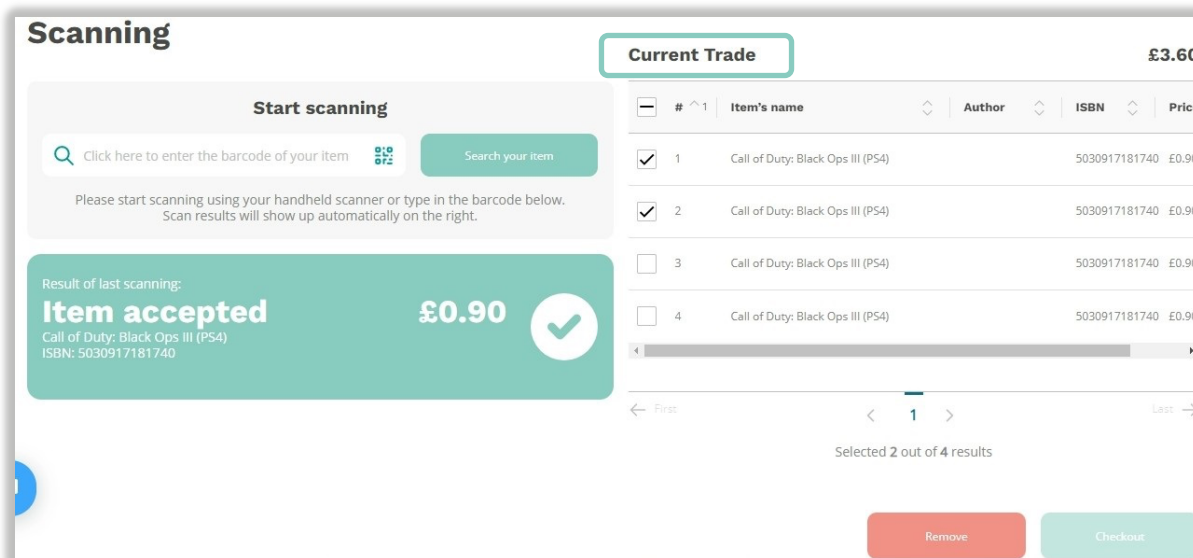 Scanning
Current Trade £3.60
Start scanning
Click here to enter the barcode of your item
Search your item
Please start scanning using your handheld scanner or type in the barcode below.
Scan results will show up automatically on the right.
Result of last scanning:
Item accepted £0.90
Call of Duty: Black Ops III (PS4)
ISBN: 5030917181740
# 1 Item's name Author ISBN Pric
1 Call of Duty: Black Ops III (PS4) 5030917181740 £0.90
2 Call of Duty: Black Ops III (PS4) 5030917181740 £0.90
3 Call of Duty: Black Ops III (PS4) 5030917181740 £0.90
4 Call of Duty: Black Ops III (PS4) 5030917181740 £0.90
First < 1 > Last
Selected 2 out of 4 results
Remove Checkout